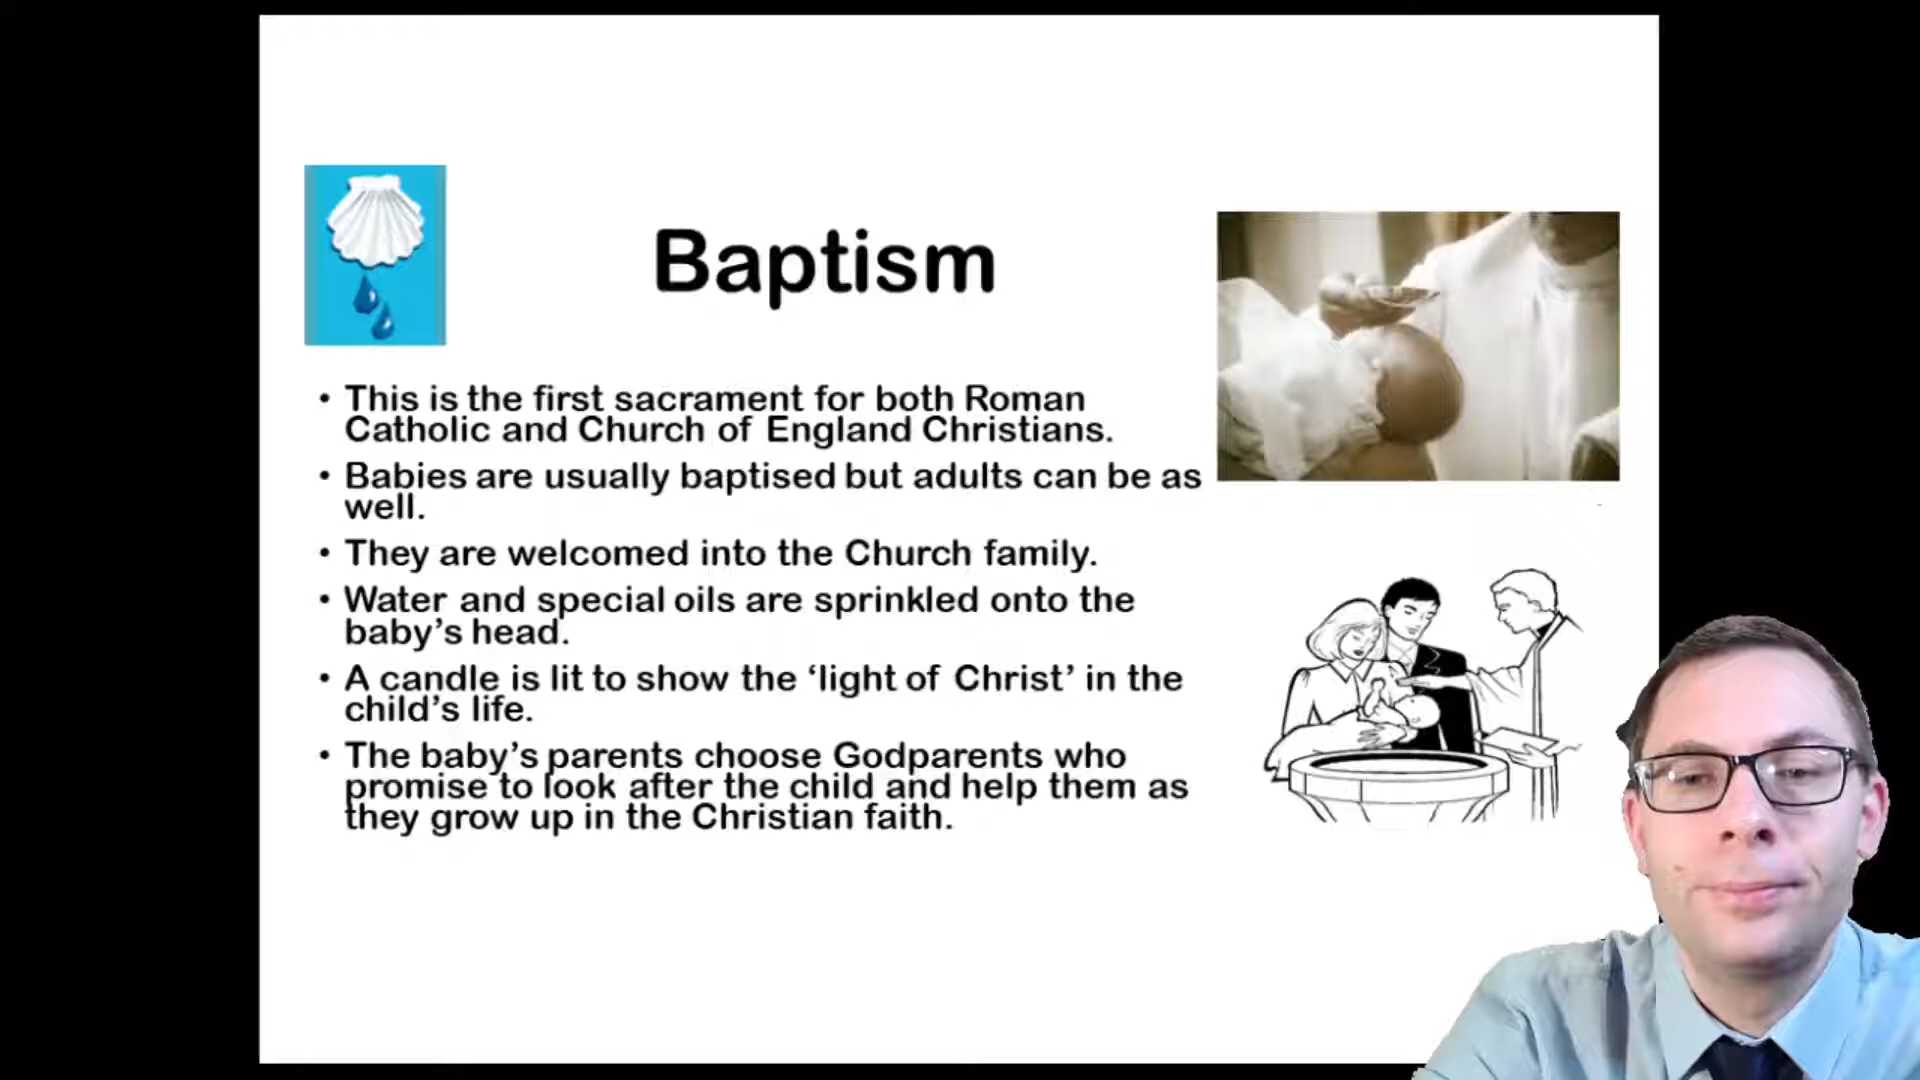 Baptism
• This is the first sacrament for both Roman
Catholic and Church of England Christians.
• Babies are usually baptised but adults can be as
well.
• They are welcomed into the Church family.
• Water and special oils are sprinkled onto the
baby’s head.
• A candle is lit to show the ‘light of Christ’ in the
child’s life.
• The baby’s parents choose Godparents who
promise to look after the child and help them as
they grow up in the Christian faith.